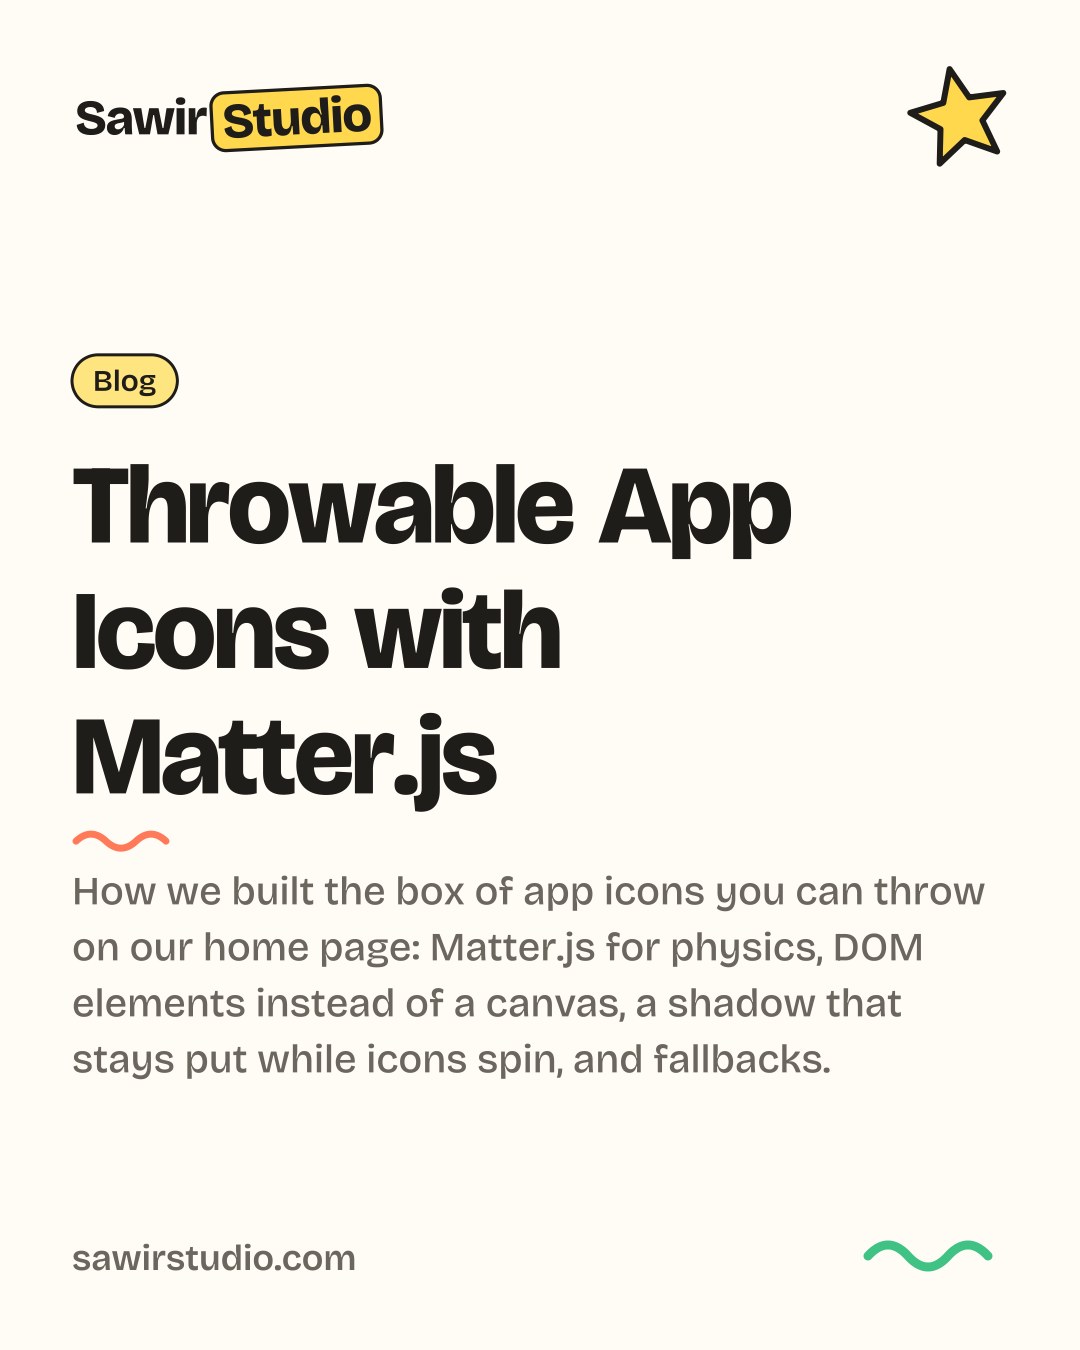 Sawir Studio
Blog
Throwable App
Icons with
Matter.js
How we built the box of app icons you can throw
on our home page: Matter.js for physics, DOM
elements instead of a canvas, a shadow that
stays put while icons spin, and fallbacks.
sawirstudio.com